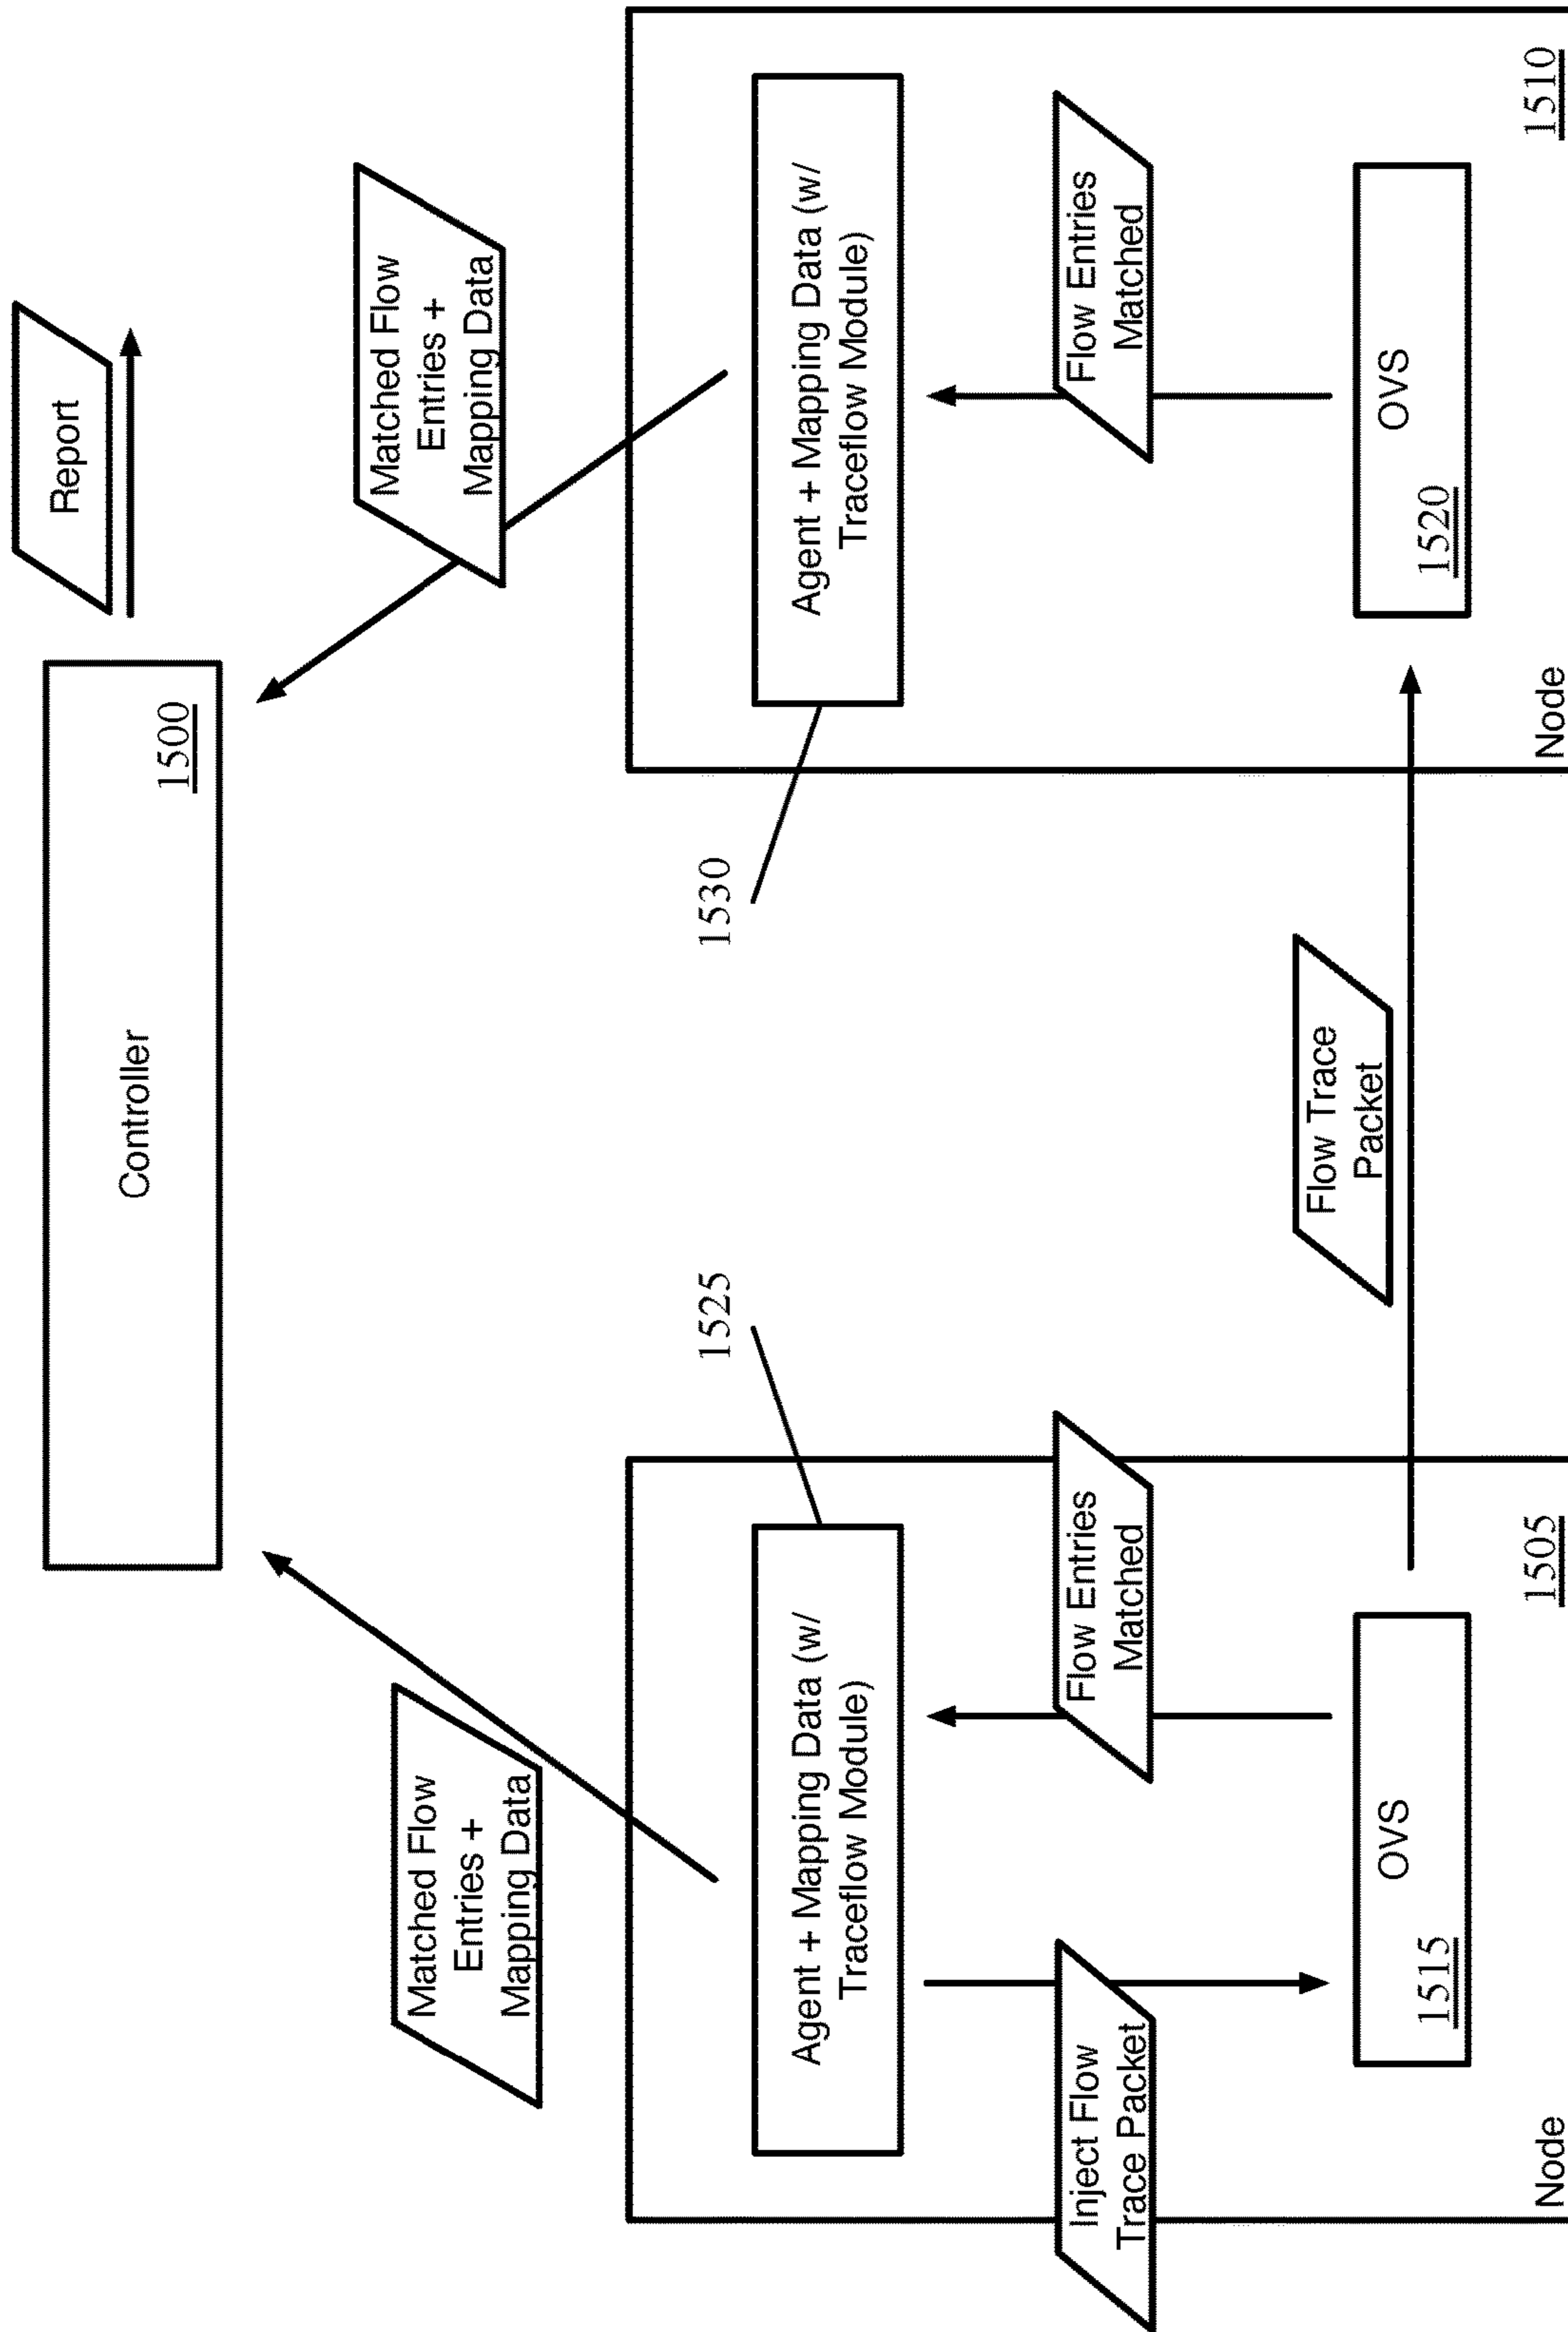 Report
Controller
1500
Matched Flow
Entries +
Mapping Data
Matched Flow
Entries +
Mapping Data
1525
1530
Agent + Mapping Data (w/
Traceflow Module)
Agent + Mapping Data (w/
Traceflow Module)
Inject Flow
Trace Packet
Flow Entries
Matched
Flow Entries
Matched
Flow Trace
Packet
OVS
1515
OVS
1520
Node
1505
Node
1510